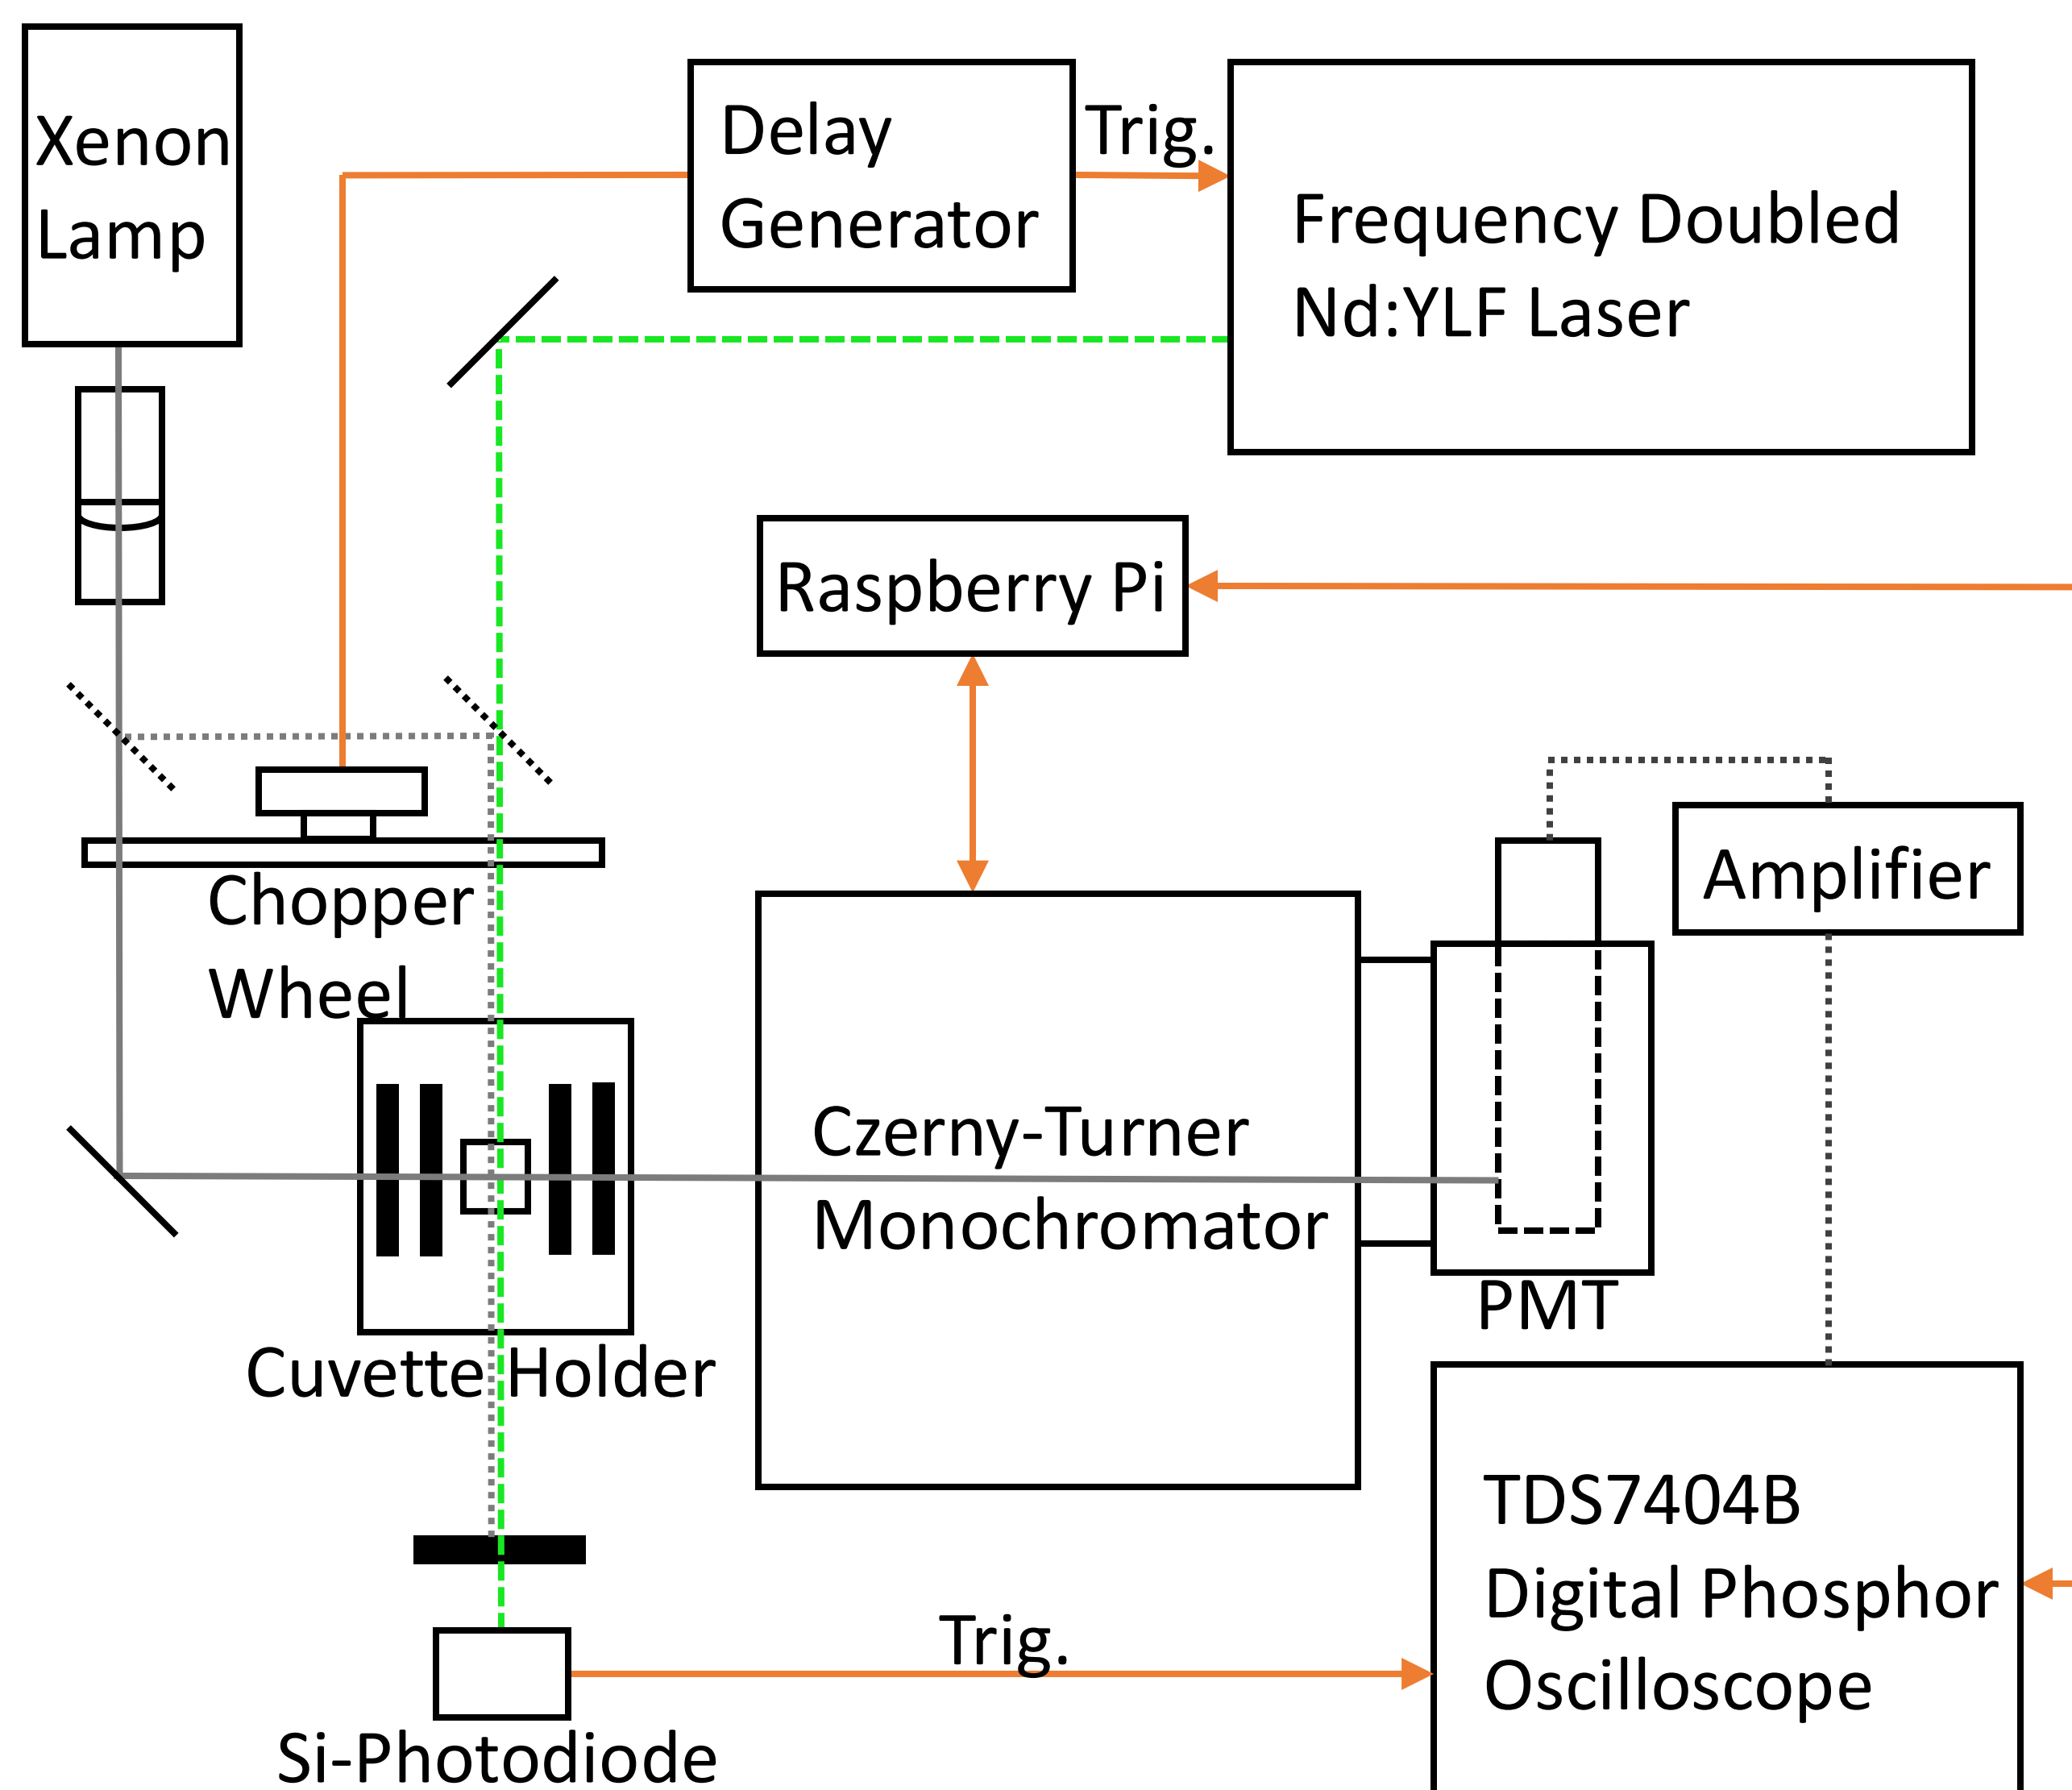 Xenon
Lamp
Delay
Generator
Trig.
Frequency Doubled
Nd:YLF Laser
Raspberry Pi
Chopper
Wheel
Amplifier
Czerny-Turner
Monochromator
PMT
Cuvette Holder
TDS7404B
Digital Phosphor
Oscilloscope
Trig.
Si-Photodiode